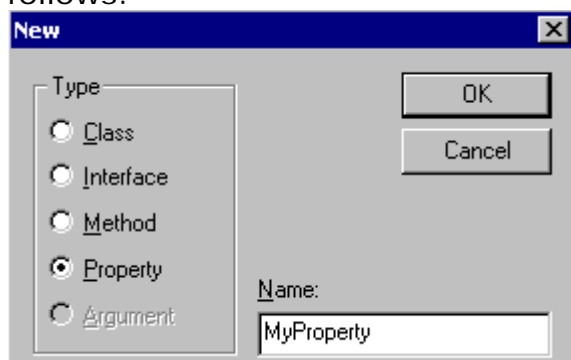 follows:
New
Type
Class
Interface
Method
Property
Argument
OK
Cancel
Name:
MyProperty